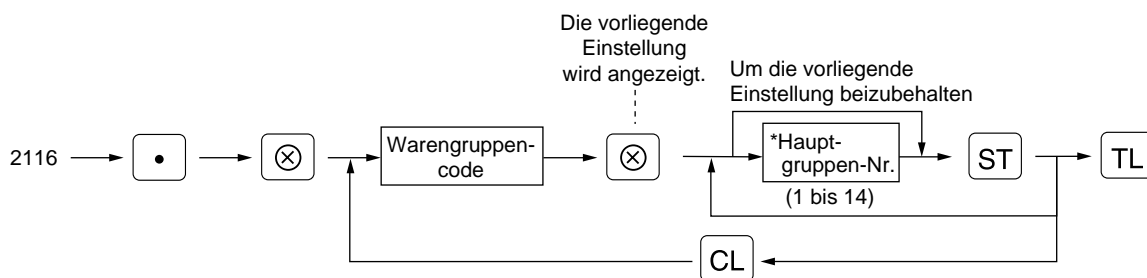 Die vorliegende
Einstellung
wird angezeigt.
Um die vorliegende
Einstellung beizubehalten
2116
•
⊗
Warengruppen-
code
⊗
*Haupt-
gruppen-Nr.
(1 bis 14)
ST
TL
CL